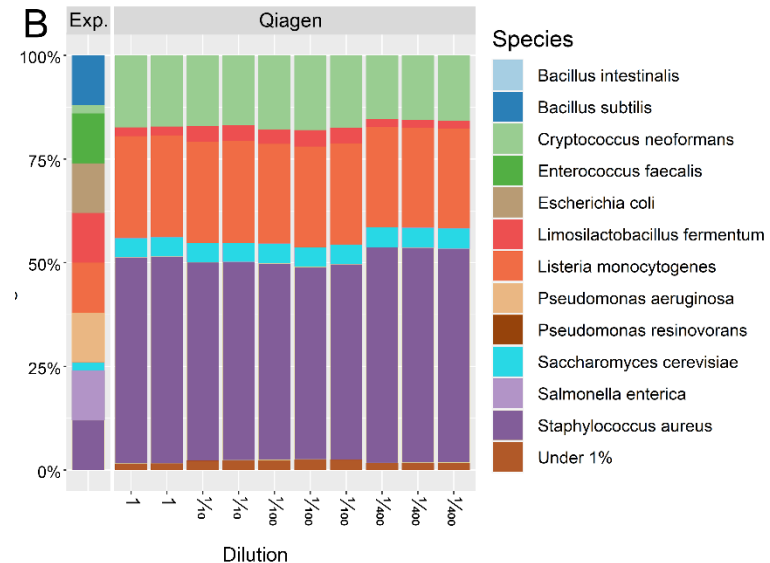 B
Exp.
Qiagen
100%
75%
50%
25%
0%
1
1
1/10
1/10
1/100
1/100
1/100
1/400
1/400
1/400
Dilution
Species
Bacillus intestinalis
Bacillus subtilis
Cryptococcus neoformans
Enterococcus faecalis
Escherichia coli
Limosilactobacillus fermentum
Listeria monocytogenes
Pseudomonas aeruginosa
Pseudomonas resinovorans
Saccharomyces cerevisiae
Salmonella enterica
Staphylococcus aureus
Under 1%